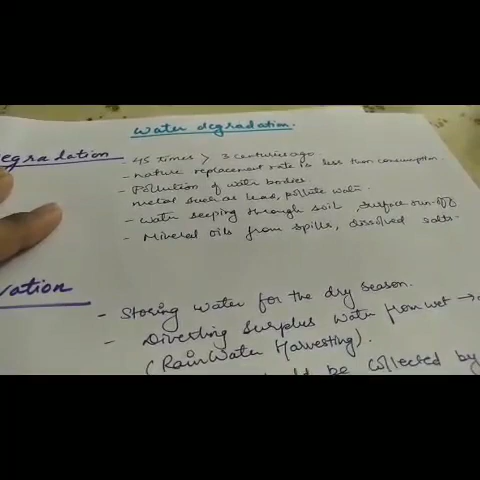 Water degradation.
egradation - 45 times > 3 centuries ago
- nature replacement rate is less than consumption.
- Pollution of water bodies
metal such as lead, pollute water.
- water seeping through soil, surface run-off
- Mineral oils from spills, dissolved salts-
vation - Storing water for the dry season.
- Diverting surplus water from wet →
(Rain Water Harvesting).
be collected by